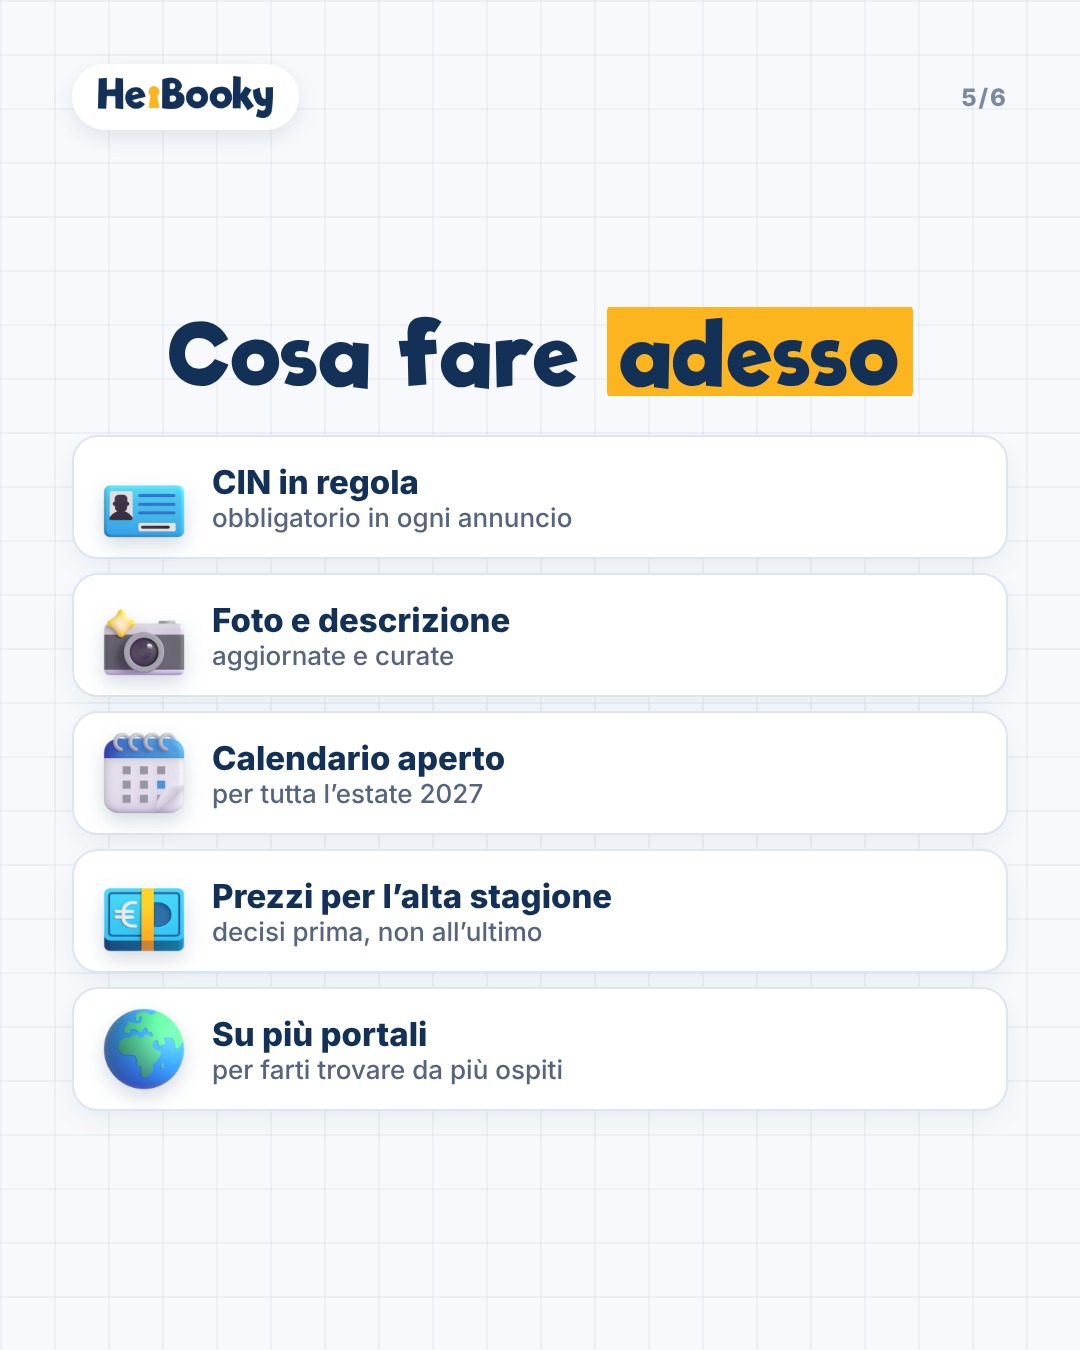 HeiBooky
5/6
Cosa fare adesso
CIN in regola
obbligatorio in ogni annuncio
Foto e descrizione
aggiornate e curate
Calendario aperto
per tutta l’estate 2027
Prezzi per l’alta stagione
decisi prima, non all’ultimo
€
Su più portali
per farti trovare da più ospiti